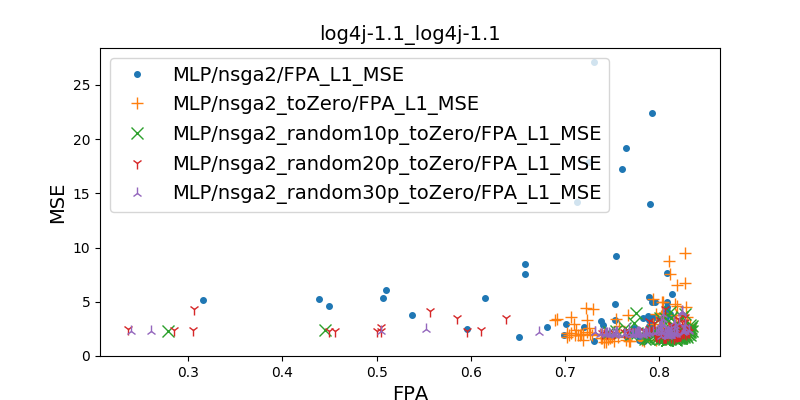 log4j-1.1_log4j-1.1
MLP/nsga2/FPA_L1_MSE
MLP/nsga2_toZero/FPA_L1_MSE
MLP/nsga2_random10p_toZero/FPA_L1_MSE
MLP/nsga2_random20p_toZero/FPA_L1_MSE
MLP/nsga2_random30p_toZero/FPA_L1_MSE
MSE
25
20
15
10
5
0
0.3 0.4 0.5 0.6 0.7 0.8
FPA